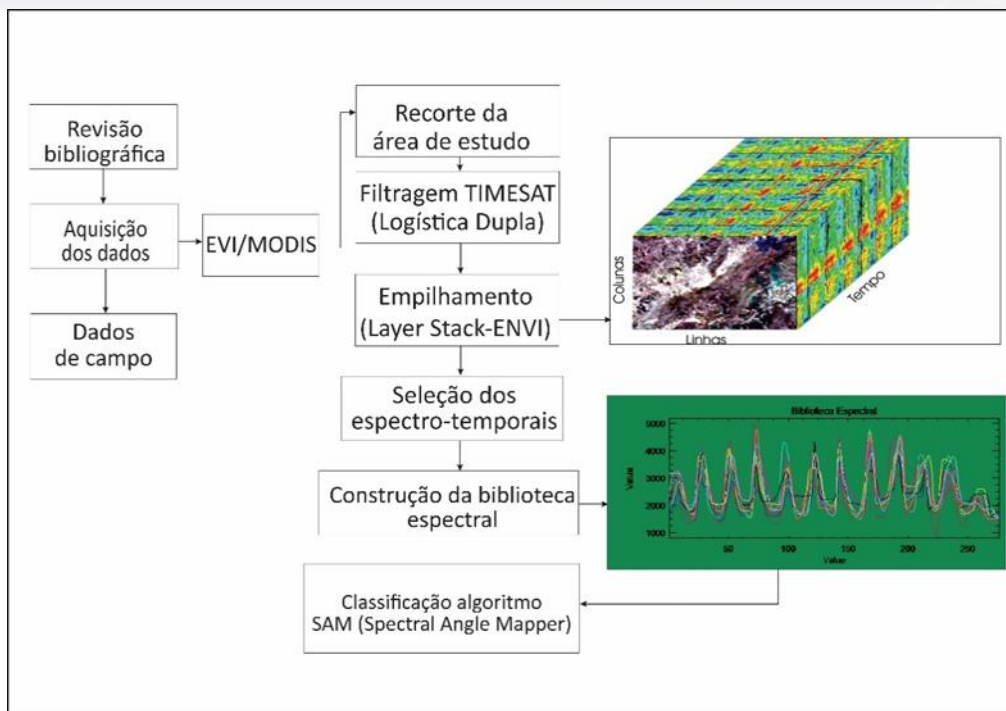 Revisão
bibliográfica
Aquisição
dos dados
EVI/MODIS
Dados
de campo
Recorte da
área de estudo
Filtragem TIMESAT
(Logística Dupla)
Empilhamento
(Layer Stack-ENVI)
Colunas
Linhas
Tempo
Seleção dos
espectro-temporais
Construção da biblioteca
espectral
Biblioteca Espectral
Value
5000
4000
3000
2000
1000
50
100
150
200
250
Value
Classificação algoritmo
SAM (Spectral Angle Mapper)